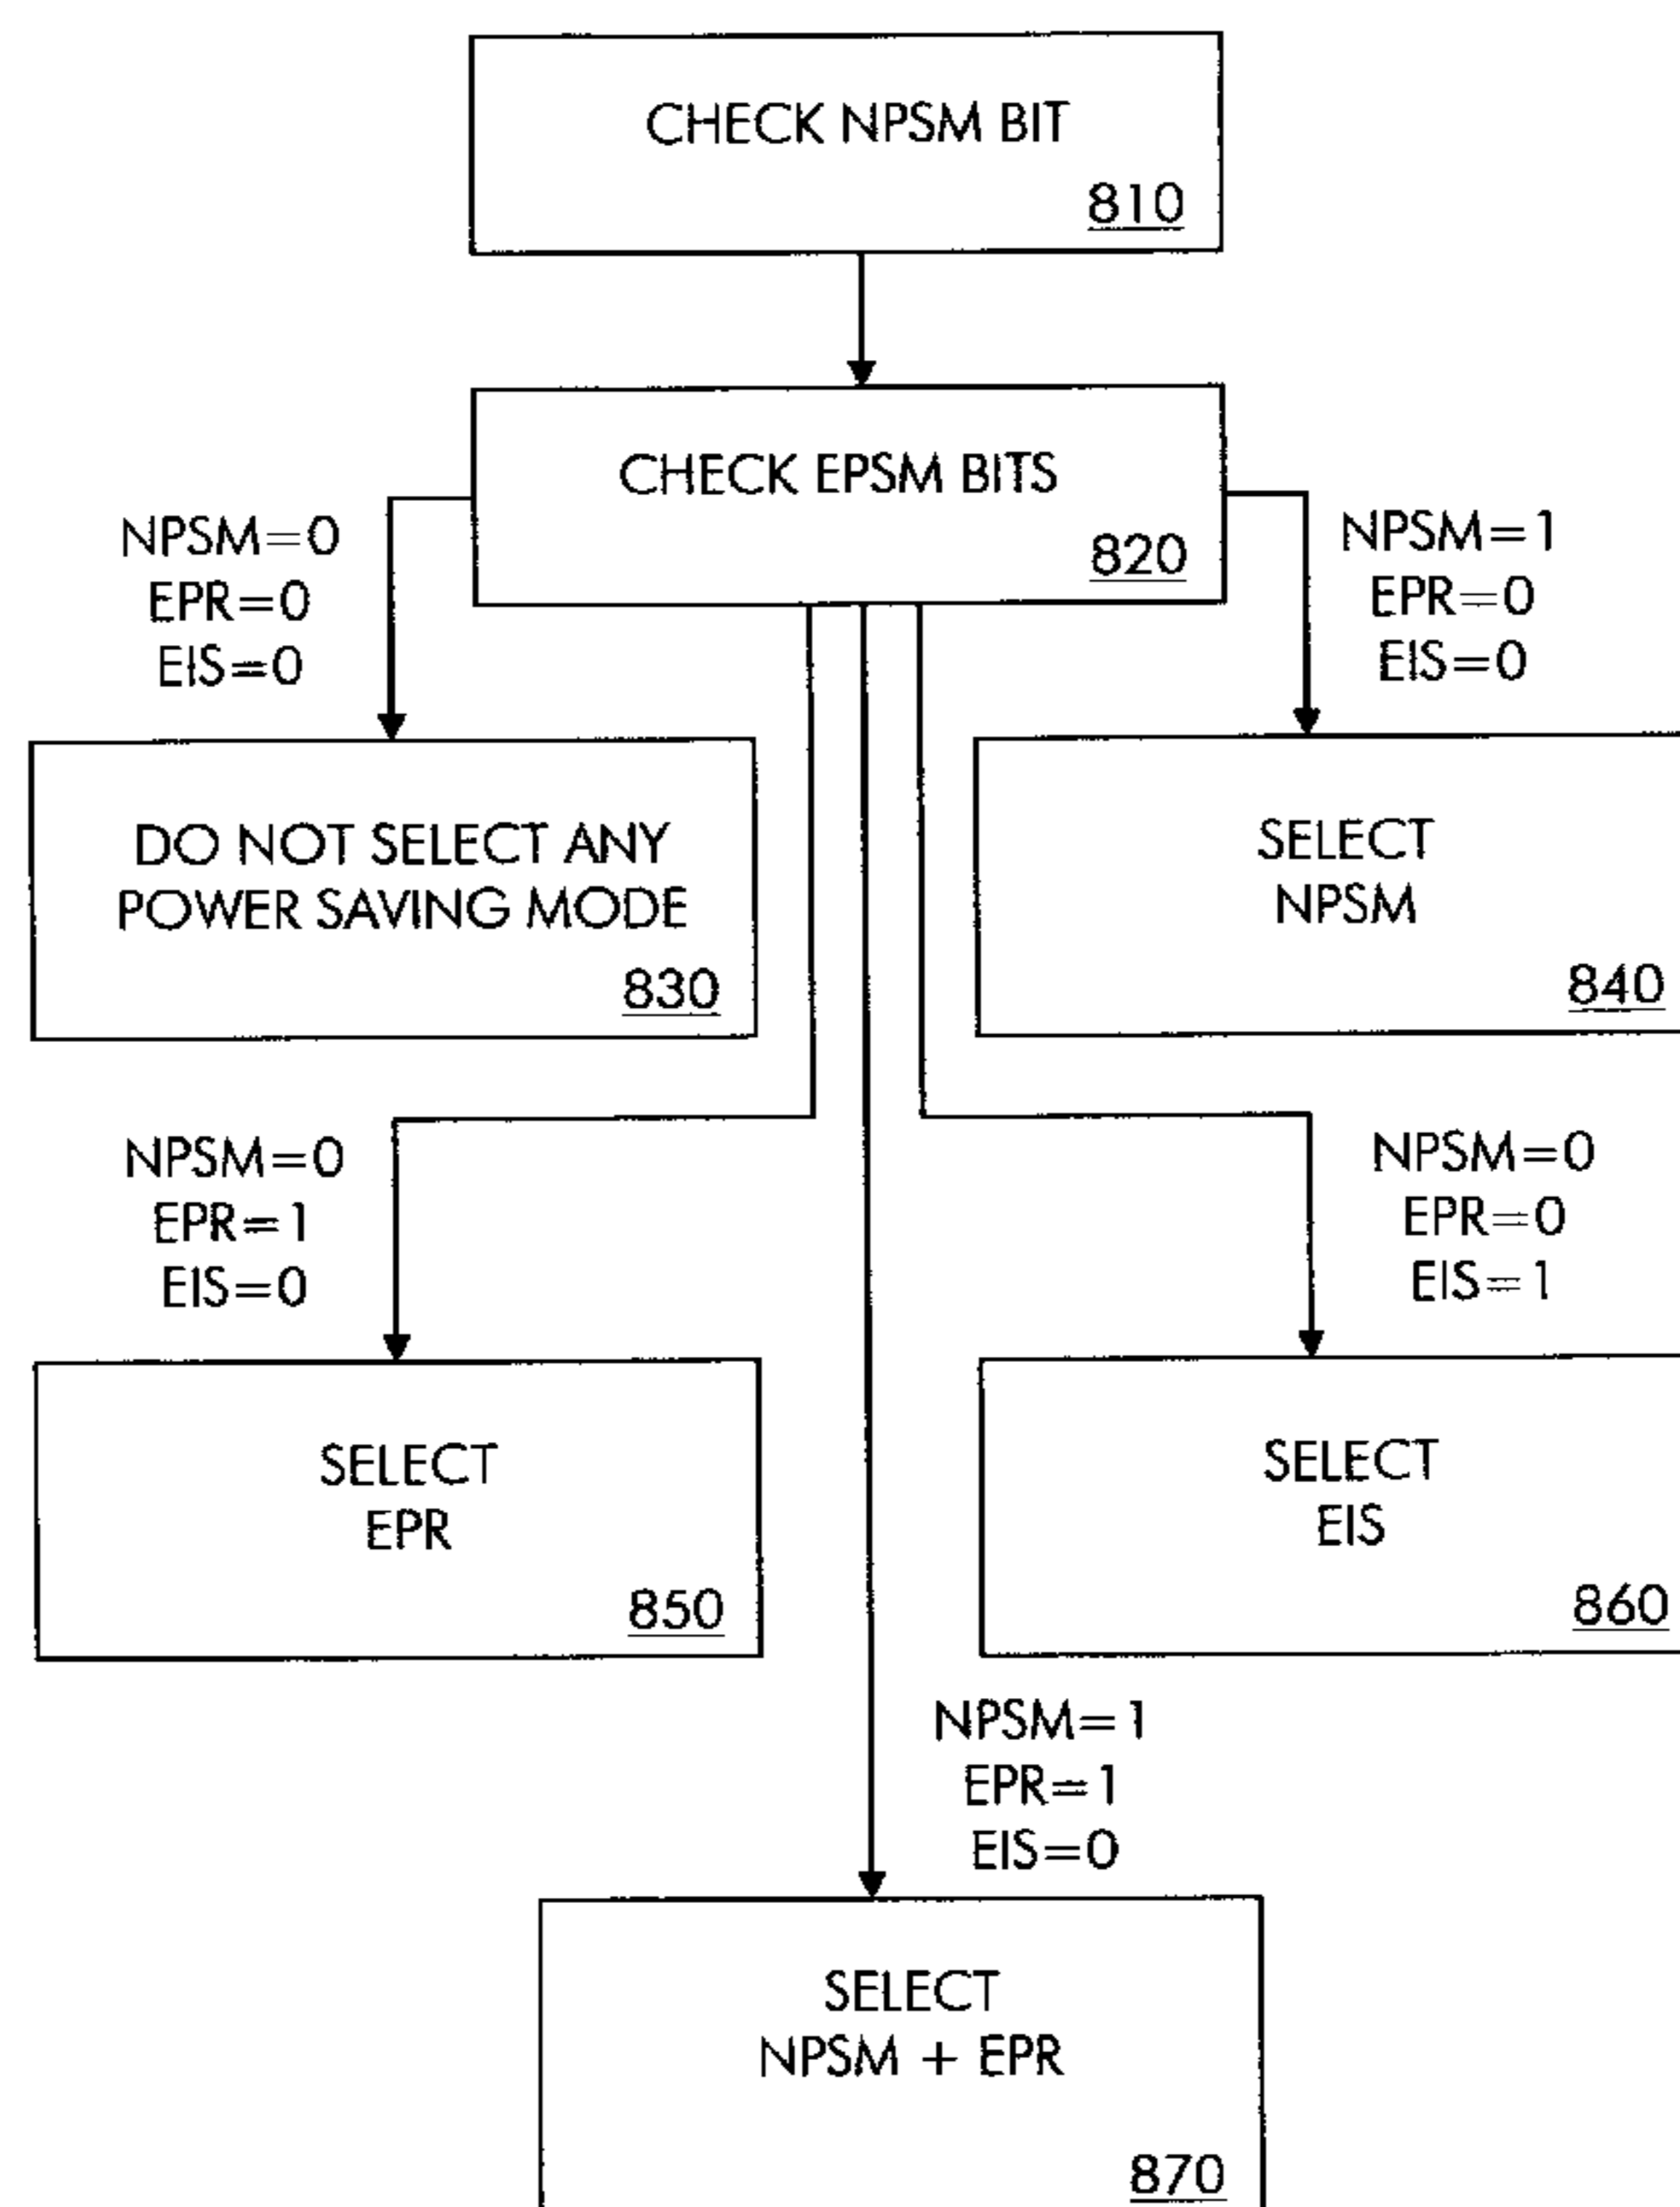 CHECK NPSM BIT
810
CHECK EPSM BITS
820
NPSM=0
EPR=0
EIS=0
NPSM=1
EPR=0
EIS=0
DO NOT SELECT ANY
POWER SAVING MODE
830
SELECT
NPSM
840
NPSM=0
EPR=1
EIS=0
NPSM=0
EPR=0
EIS=1
SELECT
EPR
850
SELECT
EIS
860
NPSM=1
EPR=1
EIS=0
SELECT
NPSM + EPR
870